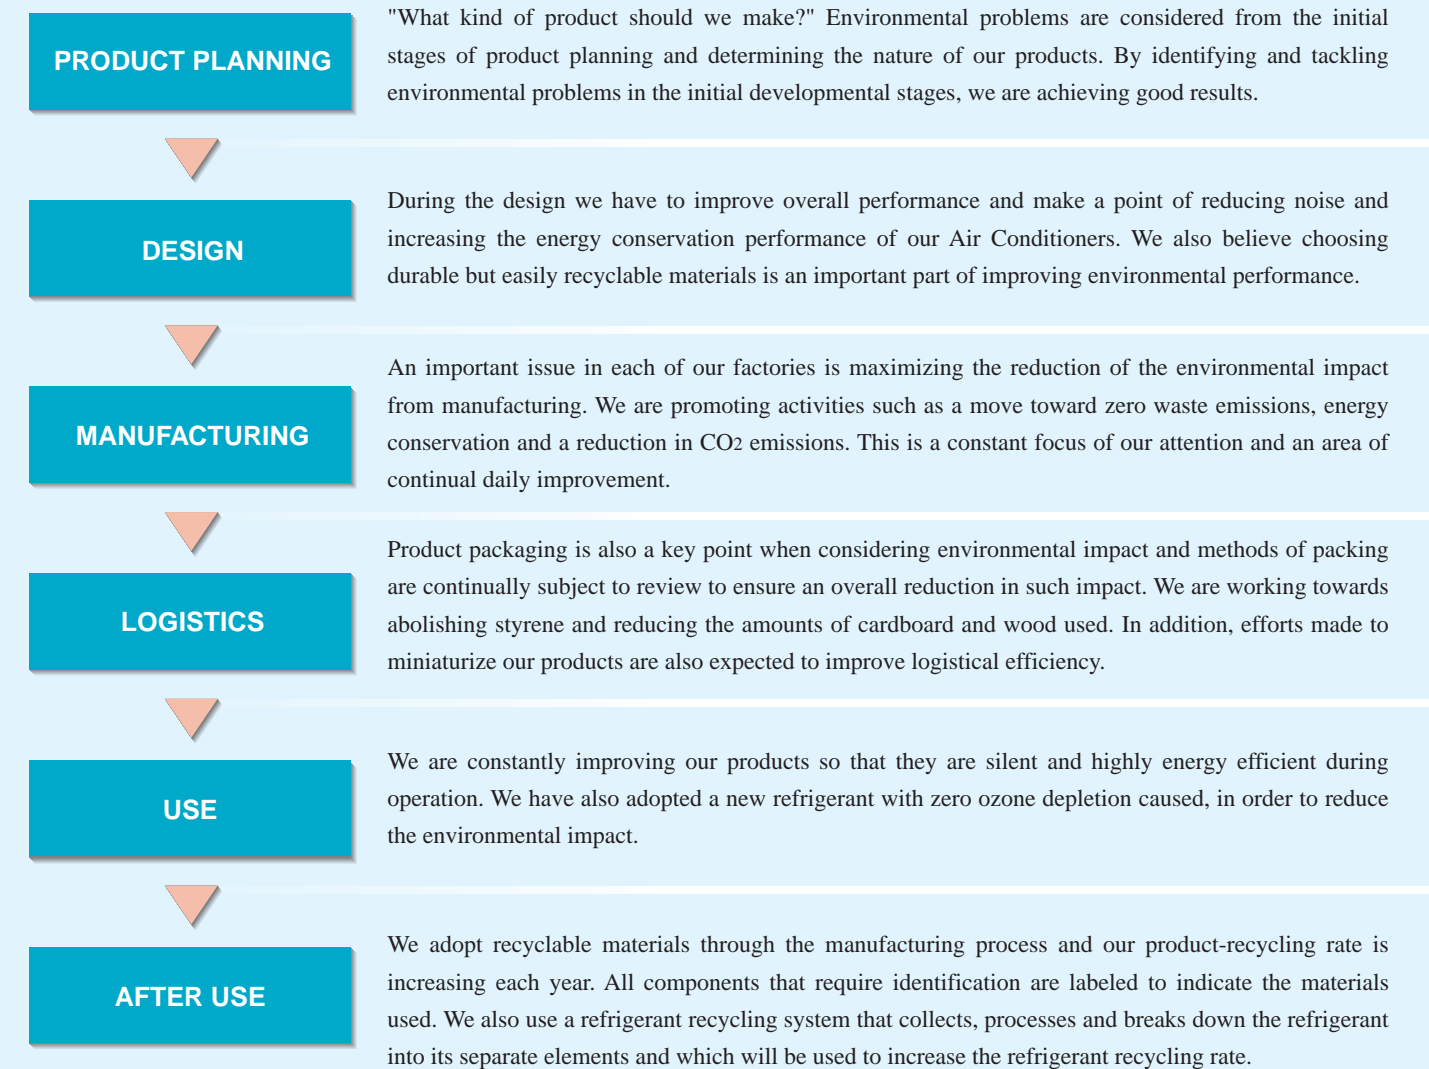 PRODUCT PLANNING
"What kind of product should we make?" Environmental problems are considered from the initial
stages of product planning and determining the nature of our products. By identifying and tackling
environmental problems in the initial developmental stages, we are achieving good results.
DESIGN
During the design we have to improve overall performance and make a point of reducing noise and
increasing the energy conservation performance of our Air Conditioners. We also believe choosing
durable but easily recyclable materials is an important part of improving environmental performance.
MANUFACTURING
An important issue in each of our factories is maximizing the reduction of the environmental impact
from manufacturing. We are promoting activities such as a move toward zero waste emissions, energy
conservation and a reduction in CO2 emissions. This is a constant focus of our attention and an area of
continual daily improvement.
LOGISTICS
Product packaging is also a key point when considering environmental impact and methods of packing
are continually subject to review to ensure an overall reduction in such impact. We are working towards
abolishing styrene and reducing the amounts of cardboard and wood used. In addition, efforts made to
miniaturize our products are also expected to improve logistical efficiency.
USE
We are constantly improving our products so that they are silent and highly energy efficient during
operation. We have also adopted a new refrigerant with zero ozone depletion caused, in order to reduce
the environmental impact.
AFTER USE
We adopt recyclable materials through the manufacturing process and our product-recycling rate is
increasing each year. All components that require identification are labeled to indicate the materials
used. We also use a refrigerant recycling system that collects, processes and breaks down the refrigerant
into its separate elements and which will be used to increase the refrigerant recycling rate.